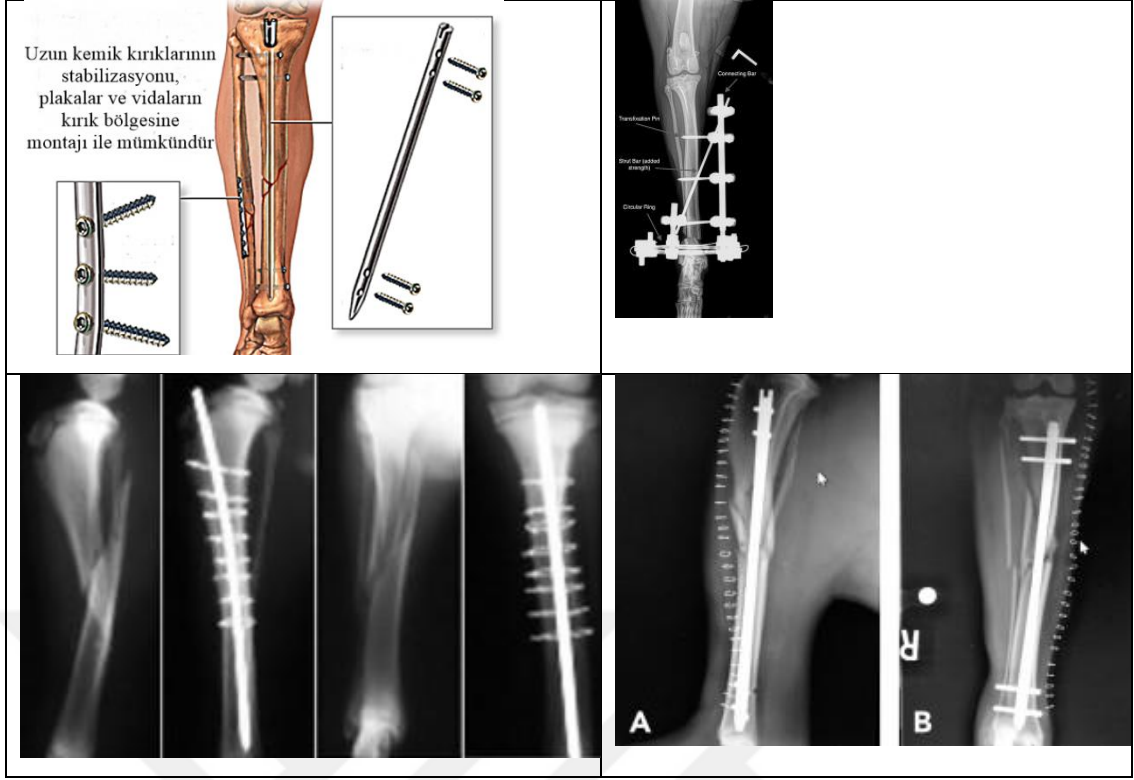 Uzun kemik kırıklarının
stabilizasyonu,
plakalar ve vidaların
kırık bölgesine
montajı ile mümkündür
L
Connecting Bar
Transfixation Pin
Strut Bar (added
strength)
Circular Ring
A
R
B